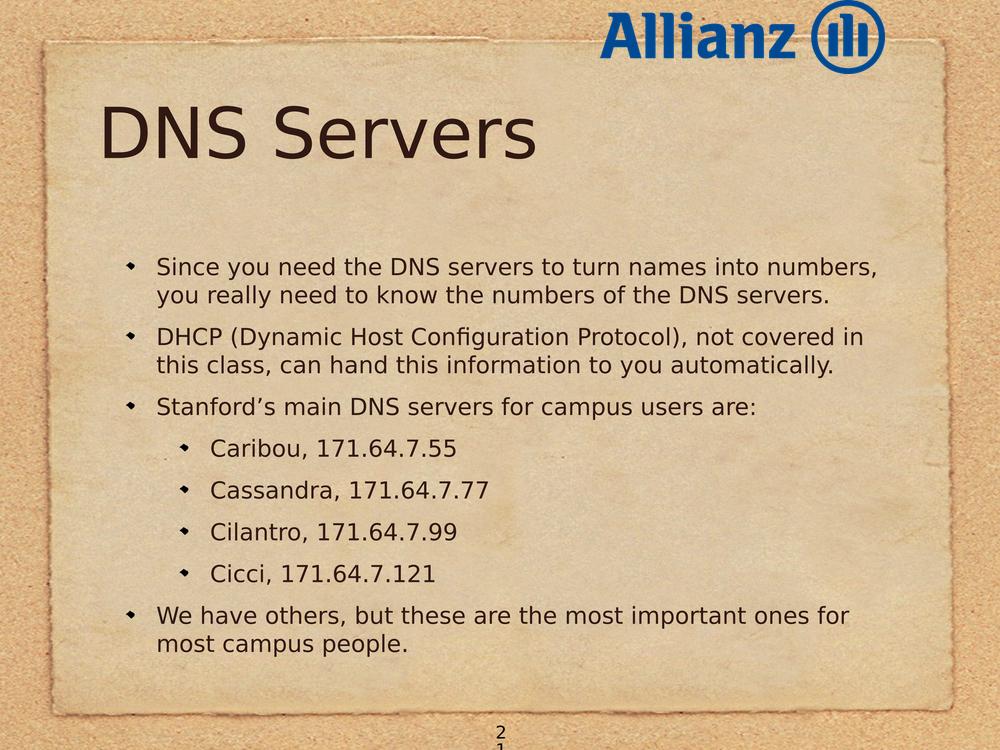 Allianz
DNS Servers
Since you need the DNS servers to turn names into numbers,
you really need to know the numbers of the DNS servers.
DHCP (Dynamic Host Configuration Protocol), not covered in
this class, can hand this information to you automatically.
Stanford’s main DNS servers for campus users are:
Caribou, 171.64.7.55
Cassandra, 171.64.7.77
Cilantro, 171.64.7.99
Cicci, 171.64.7.121
We have others, but these are the most important ones for
most campus people.
2
1